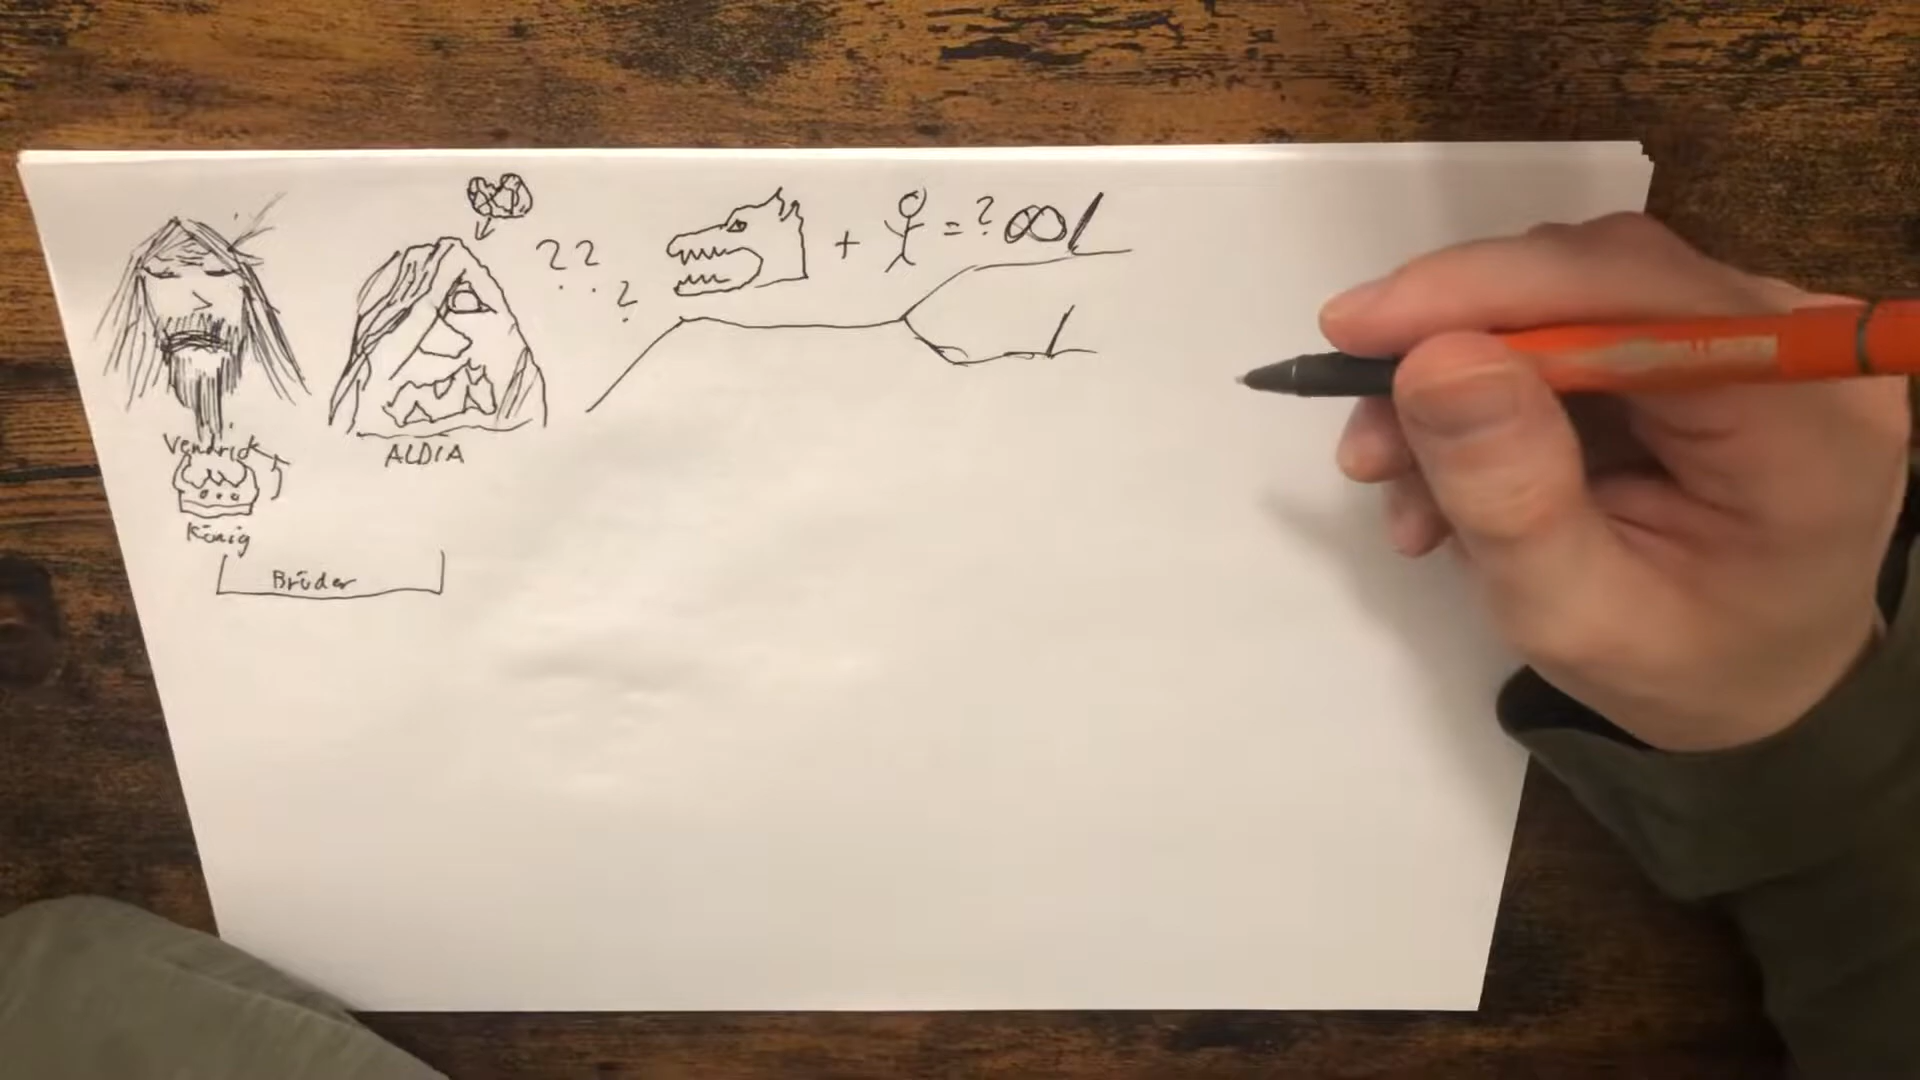 ? ?
?
+ = ? ∞
Vendrick
ALDIA
König
Brüder